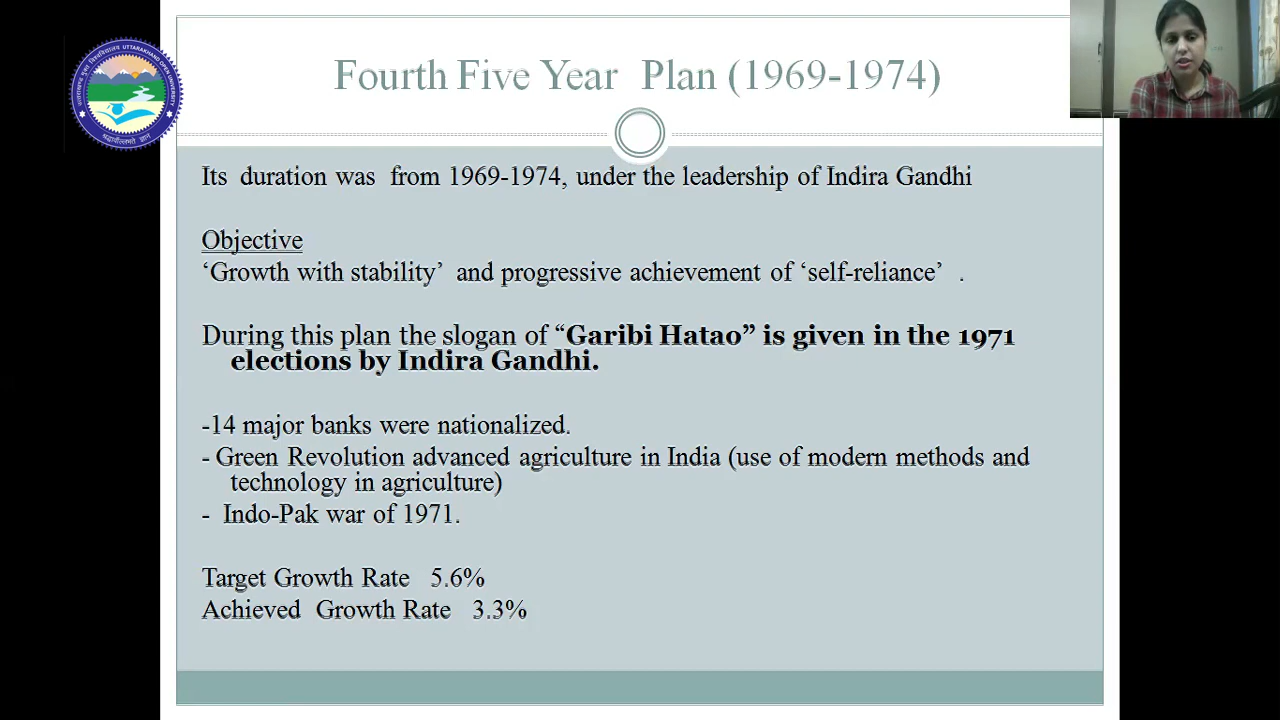 Fourth Five Year Plan (1969-1974)
UTTARAKHAND OPEN UNIVERSITY
Its duration was from 1969-1974, under the leadership of Indira Gandhi
Objective
‘Growth with stability’ and progressive achievement of ‘self-reliance’ .
During this plan the slogan of “Garibi Hatao” is given in the 1971
elections by Indira Gandhi.
-14 major banks were nationalized.
- Green Revolution advanced agriculture in India (use of modern methods and
technology in agriculture)
- Indo-Pak war of 1971.
Target Growth Rate 5.6%
Achieved Growth Rate 3.3%